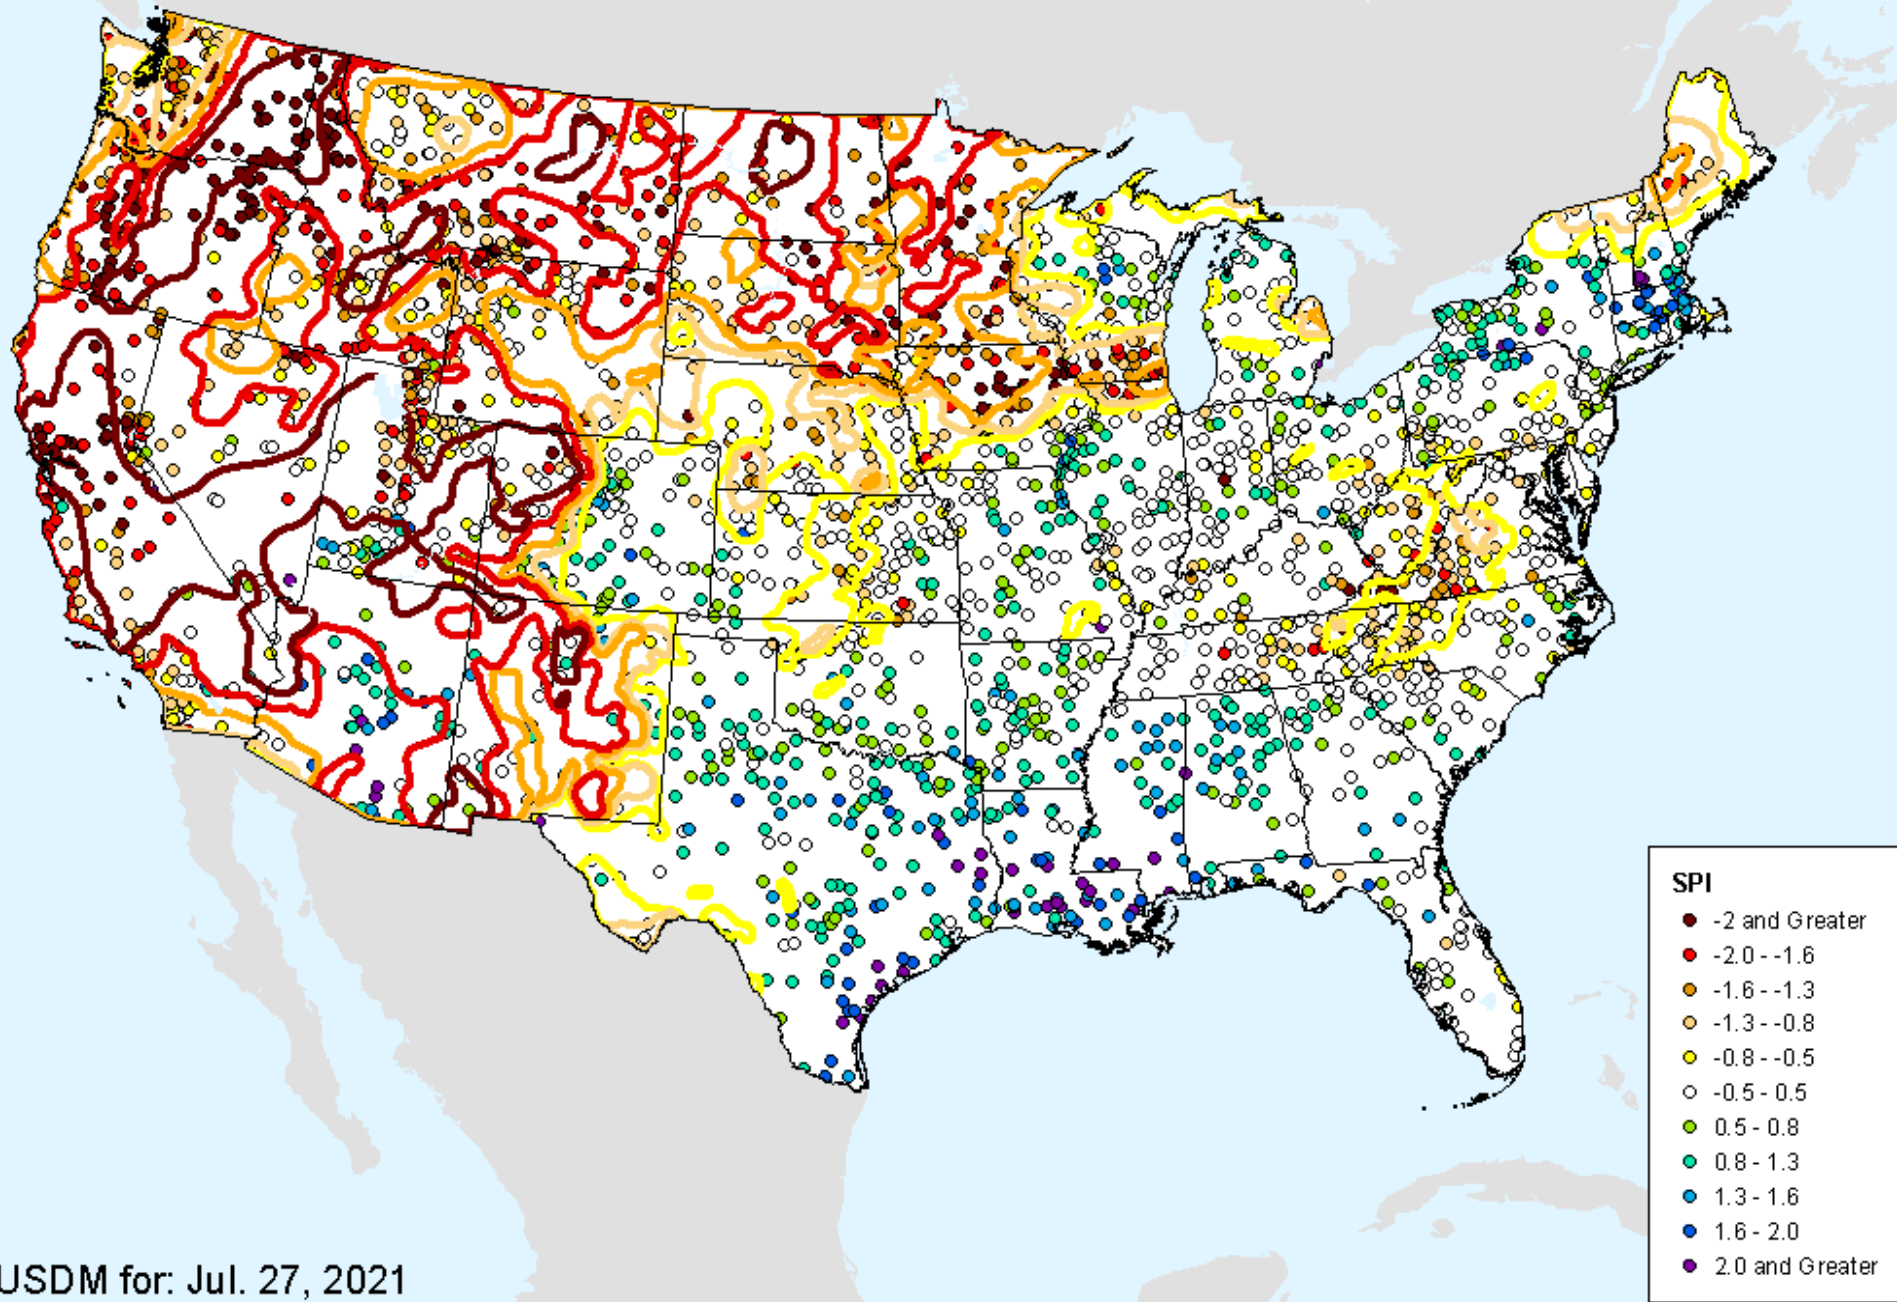 SPI
-2 and Greater
-2.0 - -1.6
-1.6 - -1.3
-1.3 - -0.8
-0.8 - -0.5
-0.5 - 0.5
0.5 - 0.8
0.8 - 1.3
1.3 - 1.6
1.6 - 2.0
2.0 and Greater
USDM for: Jul. 27, 2021